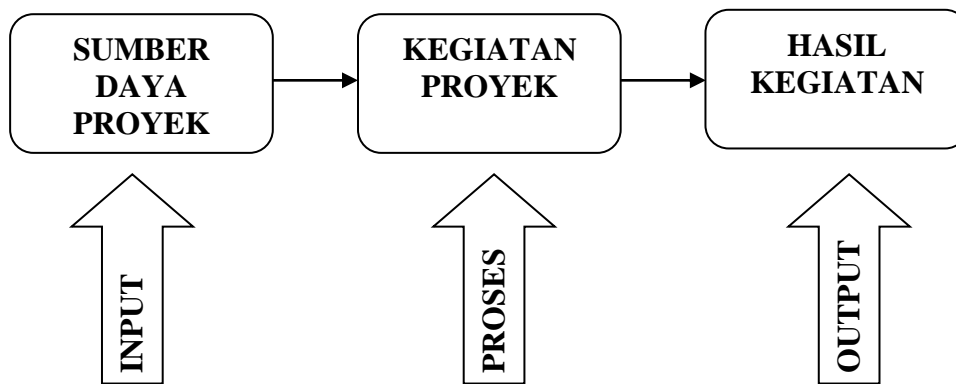 SUMBER
DAYA
PROYEK
KEGIATAN
PROYEK
HASIL
KEGIATAN
INPUT
PROSES
OUTPUT